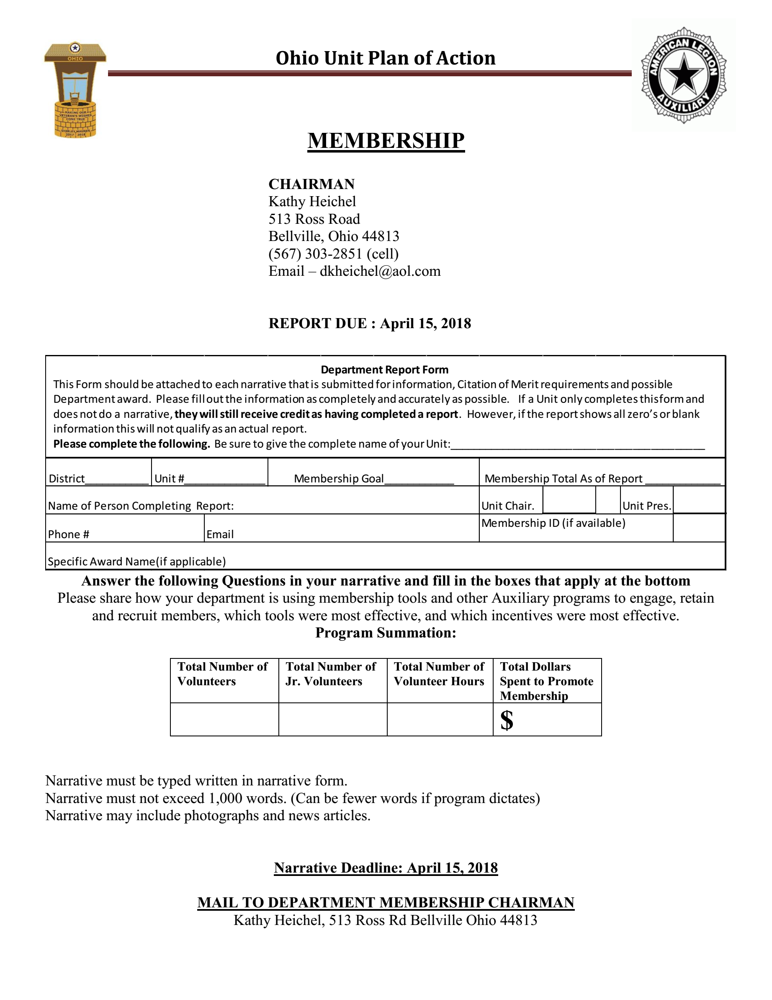 Ohio Unit Plan of Action
OHIO
MAKING OUR
VETERAN'S WISHES
COME TRUE
SHIRLEY MAURER
2017 - 2018
AMERICAN LEGION
AUXILIARY
MEMBERSHIP
CHAIRMAN
Kathy Heichel
513 Ross Road
Bellville, Ohio 44813
(567) 303-2851 (cell)
Email – dkheichel@aol.com
REPORT DUE : April 15, 2018
Department Report Form
This Form should be attached to each narrative that is submitted for information, Citation of Merit requirements and possible
Department award. Please fill out the information as completely and accurately as possible. If a Unit only completes this form and
does not do a narrative, they will still receive credit as having completed a report. However, if the report shows all zero's or blank
information this will not qualify as an actual report.
Please complete the following. Be sure to give the complete name of your Unit:__________________________________________
District___________ Unit #______________ Membership Goal____________ Membership Total As of Report _____________
Name of Person Completing Report: Unit Chair. Unit Pres.
Phone # Email Membership ID (if available)
Specific Award Name(if applicable)
Answer the following Questions in your narrative and fill in the boxes that apply at the bottom
Please share how your department is using membership tools and other Auxiliary programs to engage, retain
and recruit members, which tools were most effective, and which incentives were most effective.
Program Summation:
Total Number of Volunteers
Total Number of Jr. Volunteers
Total Number of Volunteer Hours
Total Dollars Spent to Promote Membership
$
Narrative must be typed written in narrative form.
Narrative must not exceed 1,000 words. (Can be fewer words if program dictates)
Narrative may include photographs and news articles.
Narrative Deadline: April 15, 2018
MAIL TO DEPARTMENT MEMBERSHIP CHAIRMAN
Kathy Heichel, 513 Ross Rd Bellville Ohio 44813